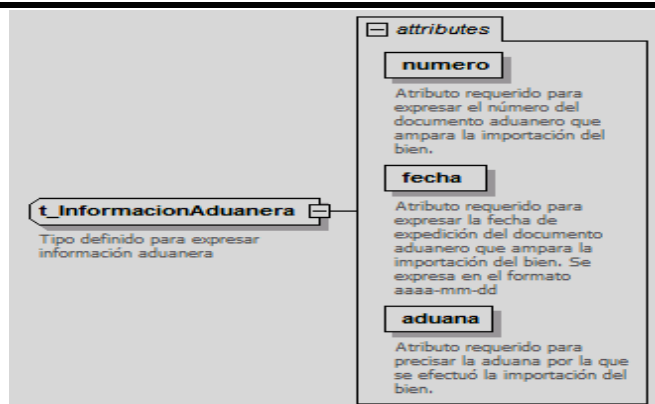 attributes
numero
Atributo requerido para
expresar el número del
documento aduanero que
ampara la importación del
bien.
fecha
Atributo requerido para
expresar la fecha de
expedición del documento
aduanero que ampara la
importación del bien. Se
expresa en el formato
aaaa-mm-dd
t_InformacionAduanera
Tipo definido para expresar
información aduanera
aduana
Atributo requerido para
precisar la aduana por la que
se efectuó la importación del
bien.